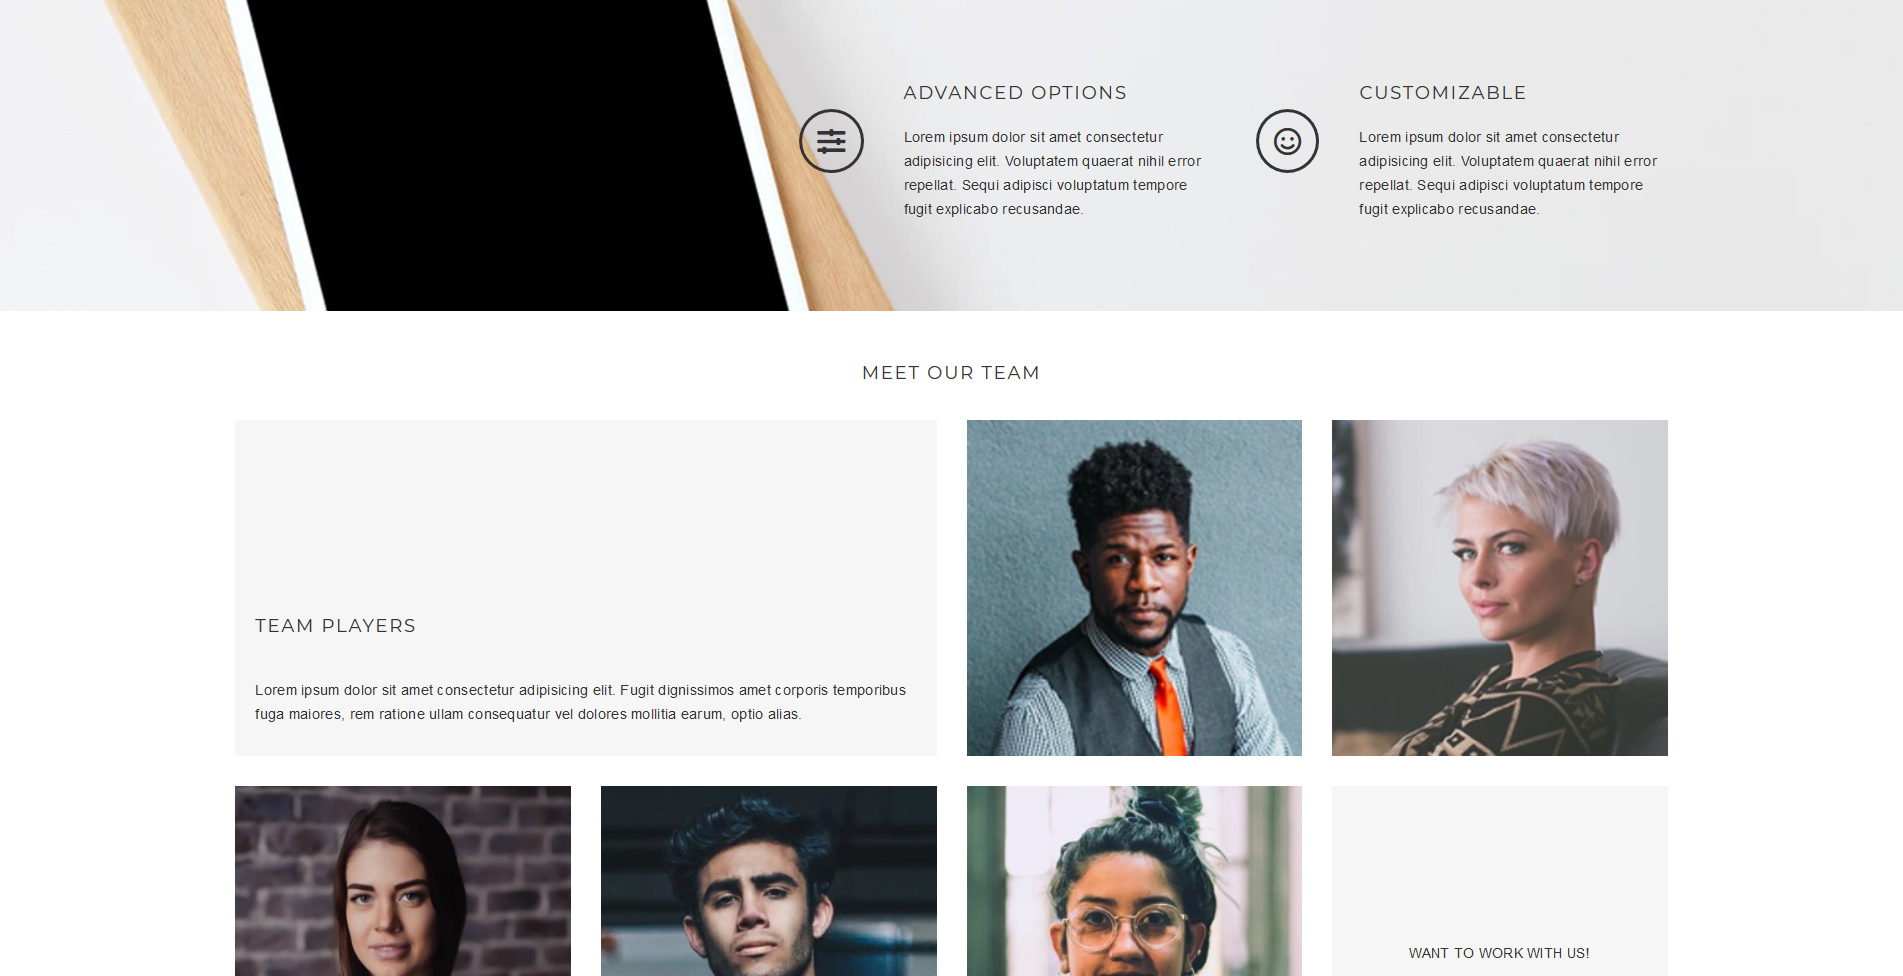 ADVANCED OPTIONS
Lorem ipsum dolor sit amet consectetur
adipisicing elit. Voluptatem quaerat nihil error
repellat. Sequi adipisci voluptatum tempore
fugit explicabo recusandae.
CUSTOMIZABLE
Lorem ipsum dolor sit amet consectetur
adipisicing elit. Voluptatem quaerat nihil error
repellat. Sequi adipisci voluptatum tempore
fugit explicabo recusandae.
MEET OUR TEAM
TEAM PLAYERS
Lorem ipsum dolor sit amet consectetur adipisicing elit. Fugit dignissimos amet corporis temporibus
fuga maiores, rem ratione ullam consequatur vel dolores mollitia earum, optio alias.
WANT TO WORK WITH US!